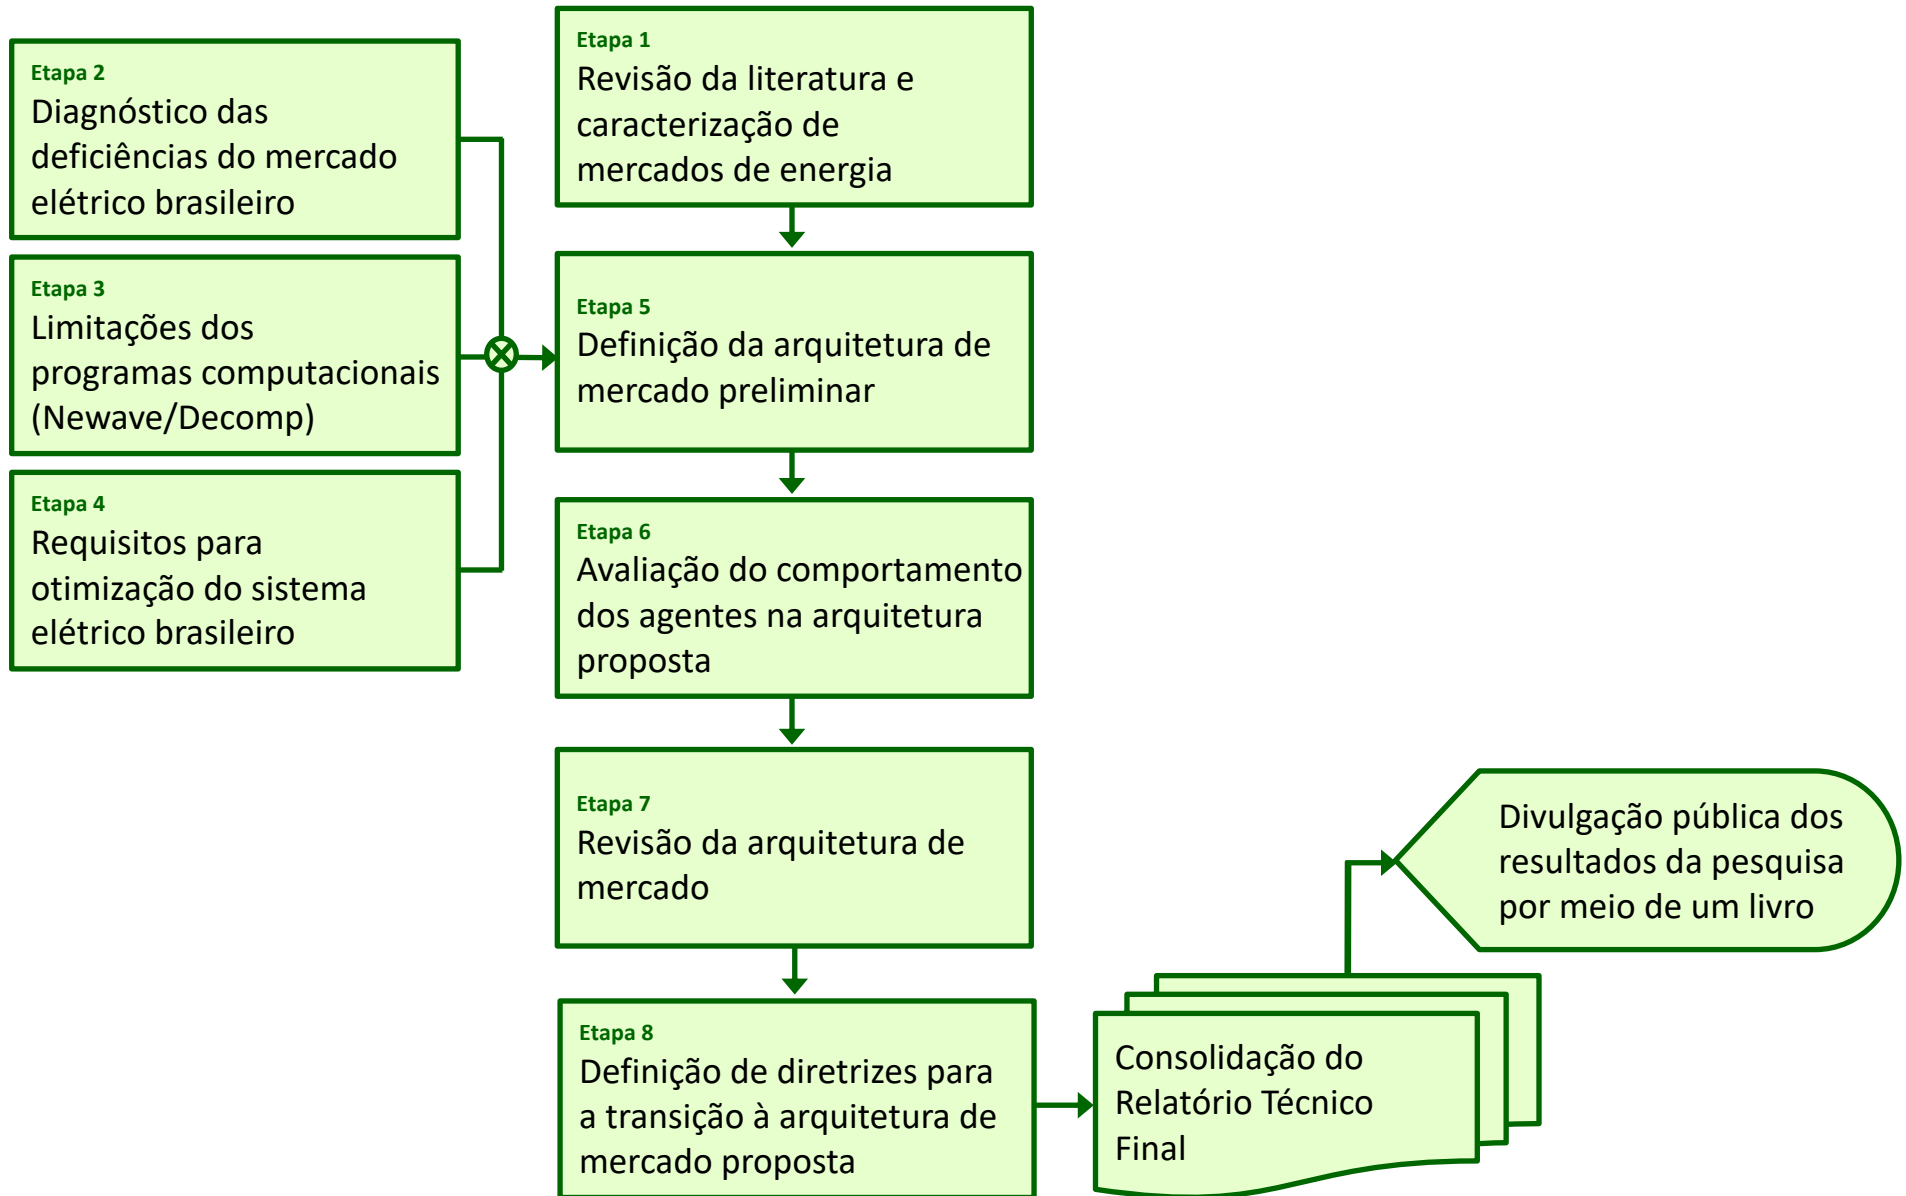 Etapa 1
Revisão da literatura e
caracterização de
mercados de energia
Etapa 2
Diagnóstico das
deficiências do mercado
elétrico brasileiro
Etapa 3
Limitações dos
programas computacionais
(Newave/Decomp)
Etapa 4
Requisitos para
otimização do sistema
elétrico brasileiro
Etapa 5
Definição da arquitetura de
mercado preliminar
Etapa 6
Avaliação do comportamento
dos agentes na arquitetura
proposta
Etapa 7
Revisão da arquitetura de
mercado
Etapa 8
Definição de diretrizes para
a transição à arquitetura de
mercado proposta
Consolidação do
Relatório Técnico
Final
Divulgação pública dos
resultados da pesquisa
por meio de um livro